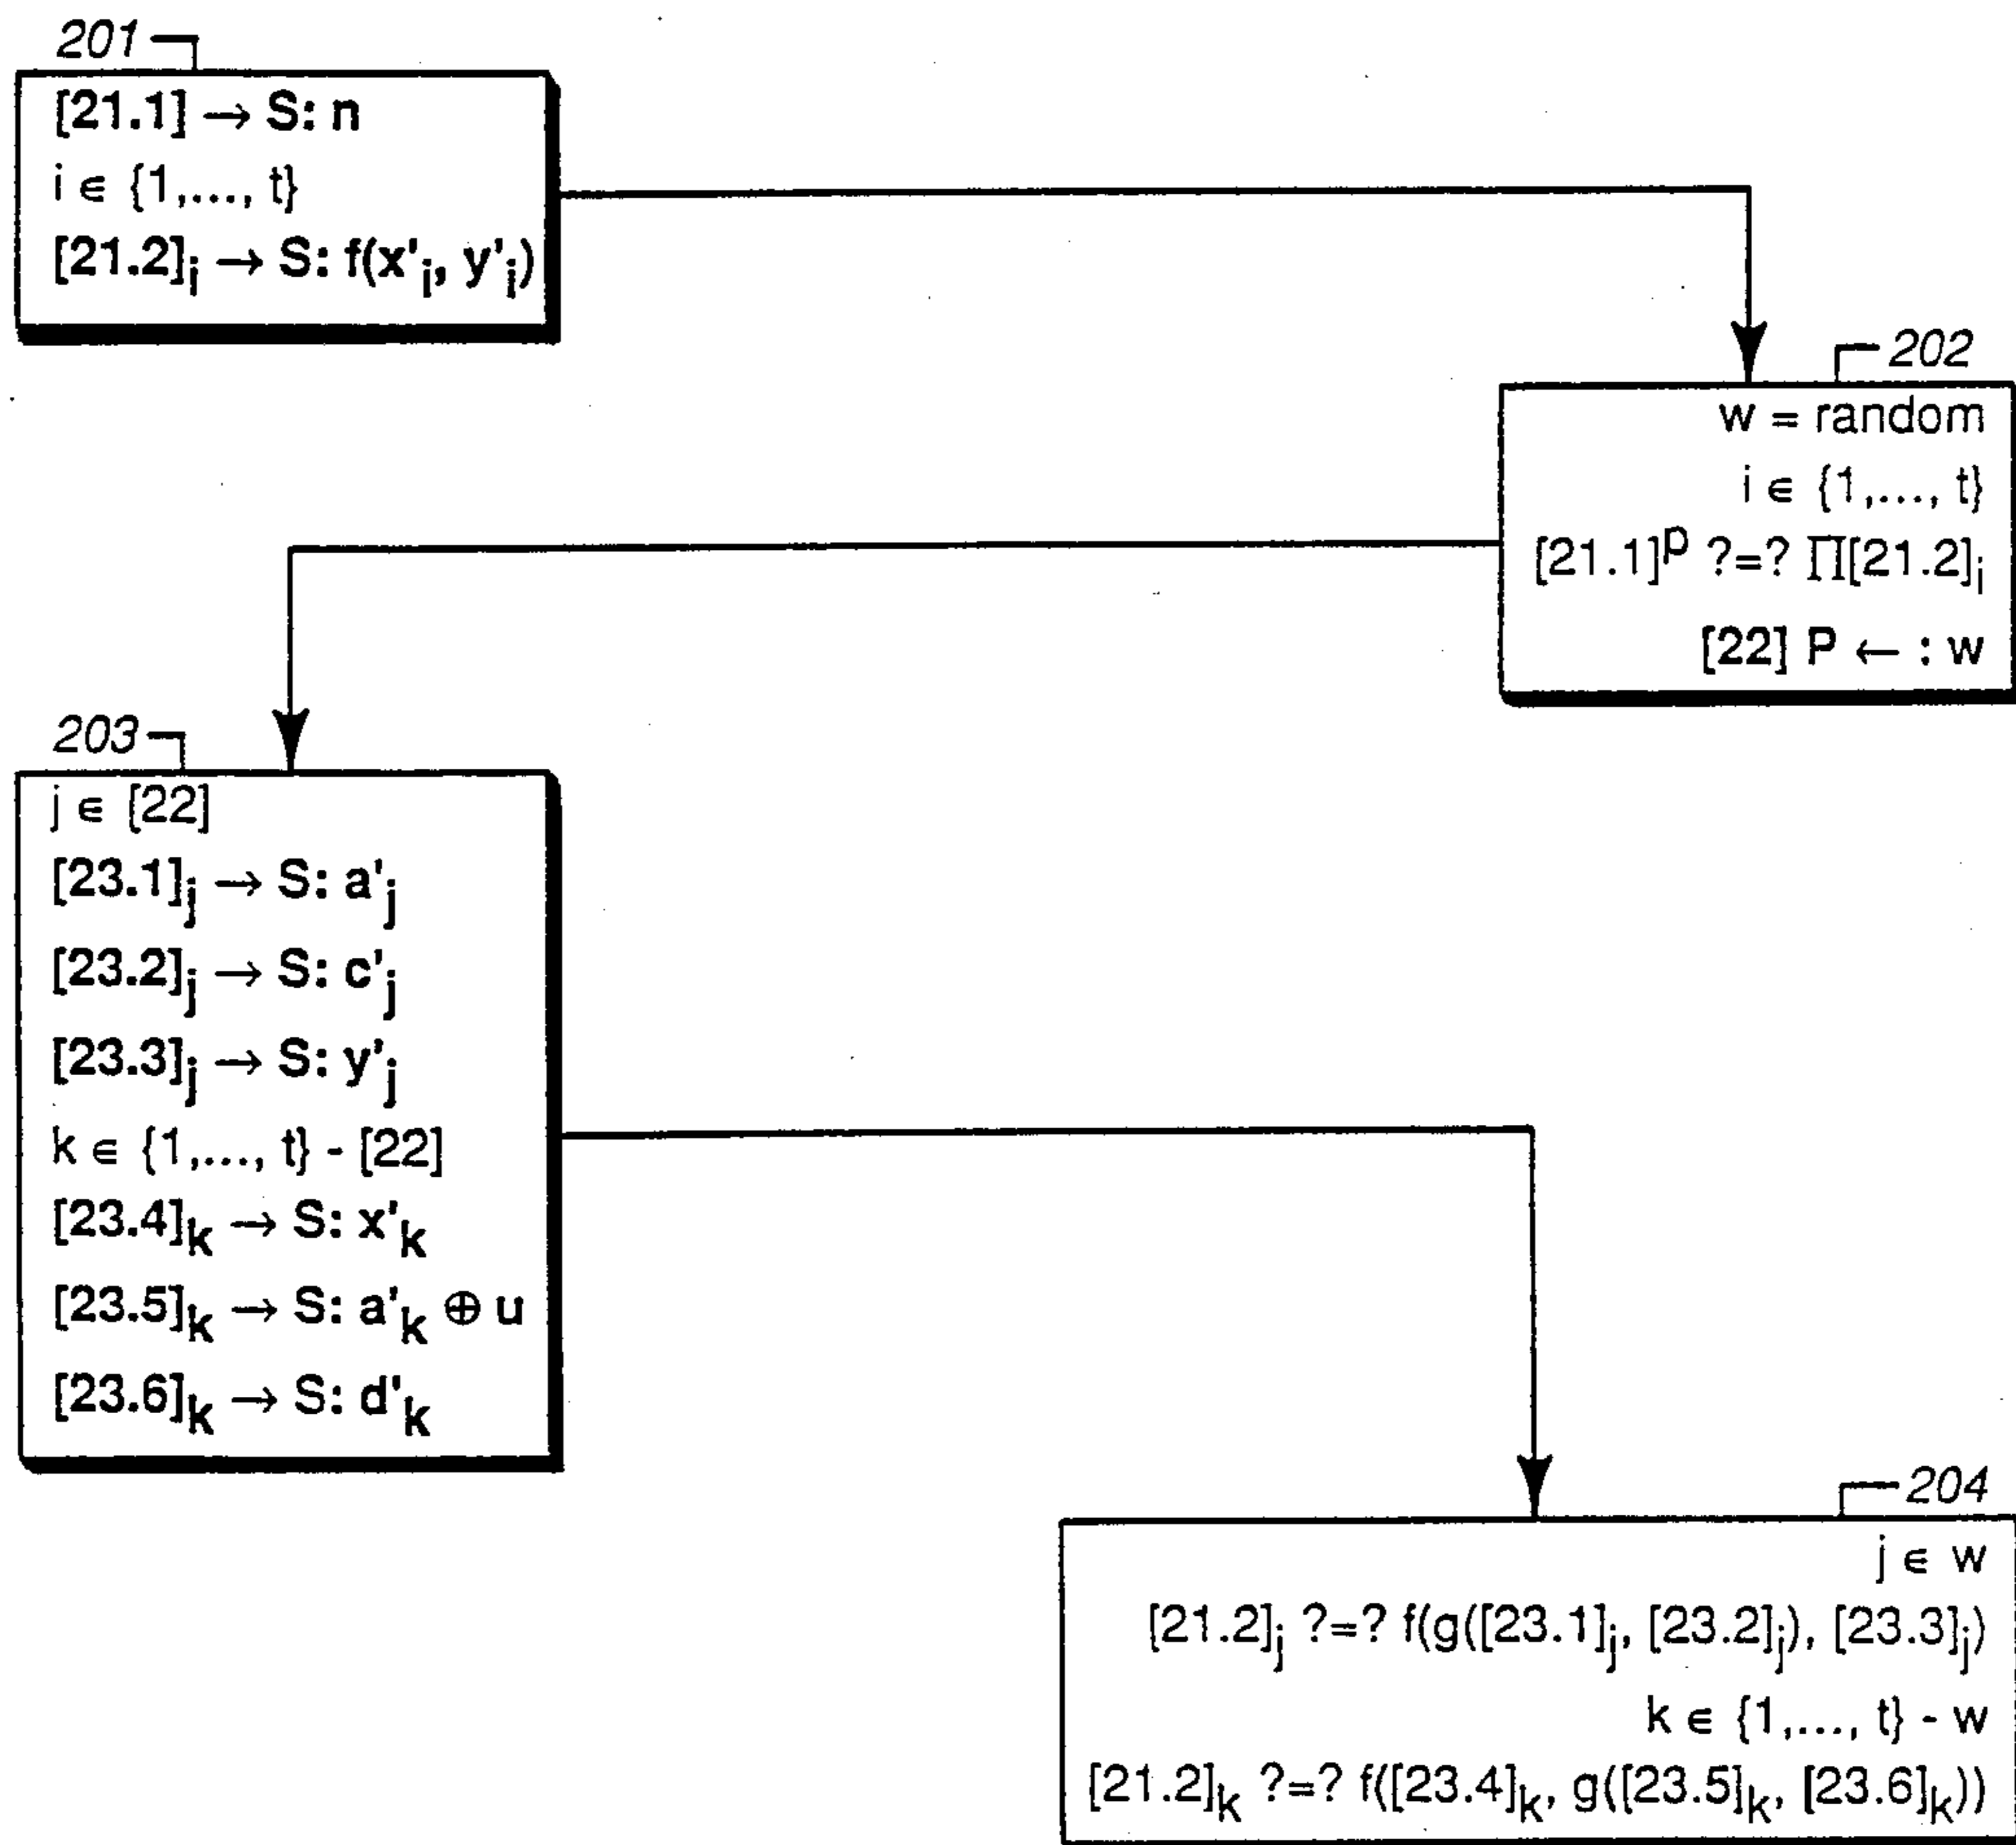 201
[21.1] → S: n
i ∈ {1,..., t}
[21.2]i → S: f(x'i, y'i)
202
w = random
i ∈ {1,..., t}
[21.1]p ?=? Π[21.2]i
[22] P ← : w
203
j ∈ [22]
[23.1]j → S: a'j
[23.2]j → S: c'j
[23.3]j → S: y'j
k ∈ {1,..., t} - [22]
[23.4]k → S: x'k
[23.5]k → S: a'k ⊕ u
[23.6]k → S: d'k
204
j ∈ w
[21.2]j ?=? f(g([23.1]j, [23.2]j), [23.3]j)
k ∈ {1,..., t} - w
[21.2]k ?=? f([23.4]k, g([23.5]k, [23.6]k))